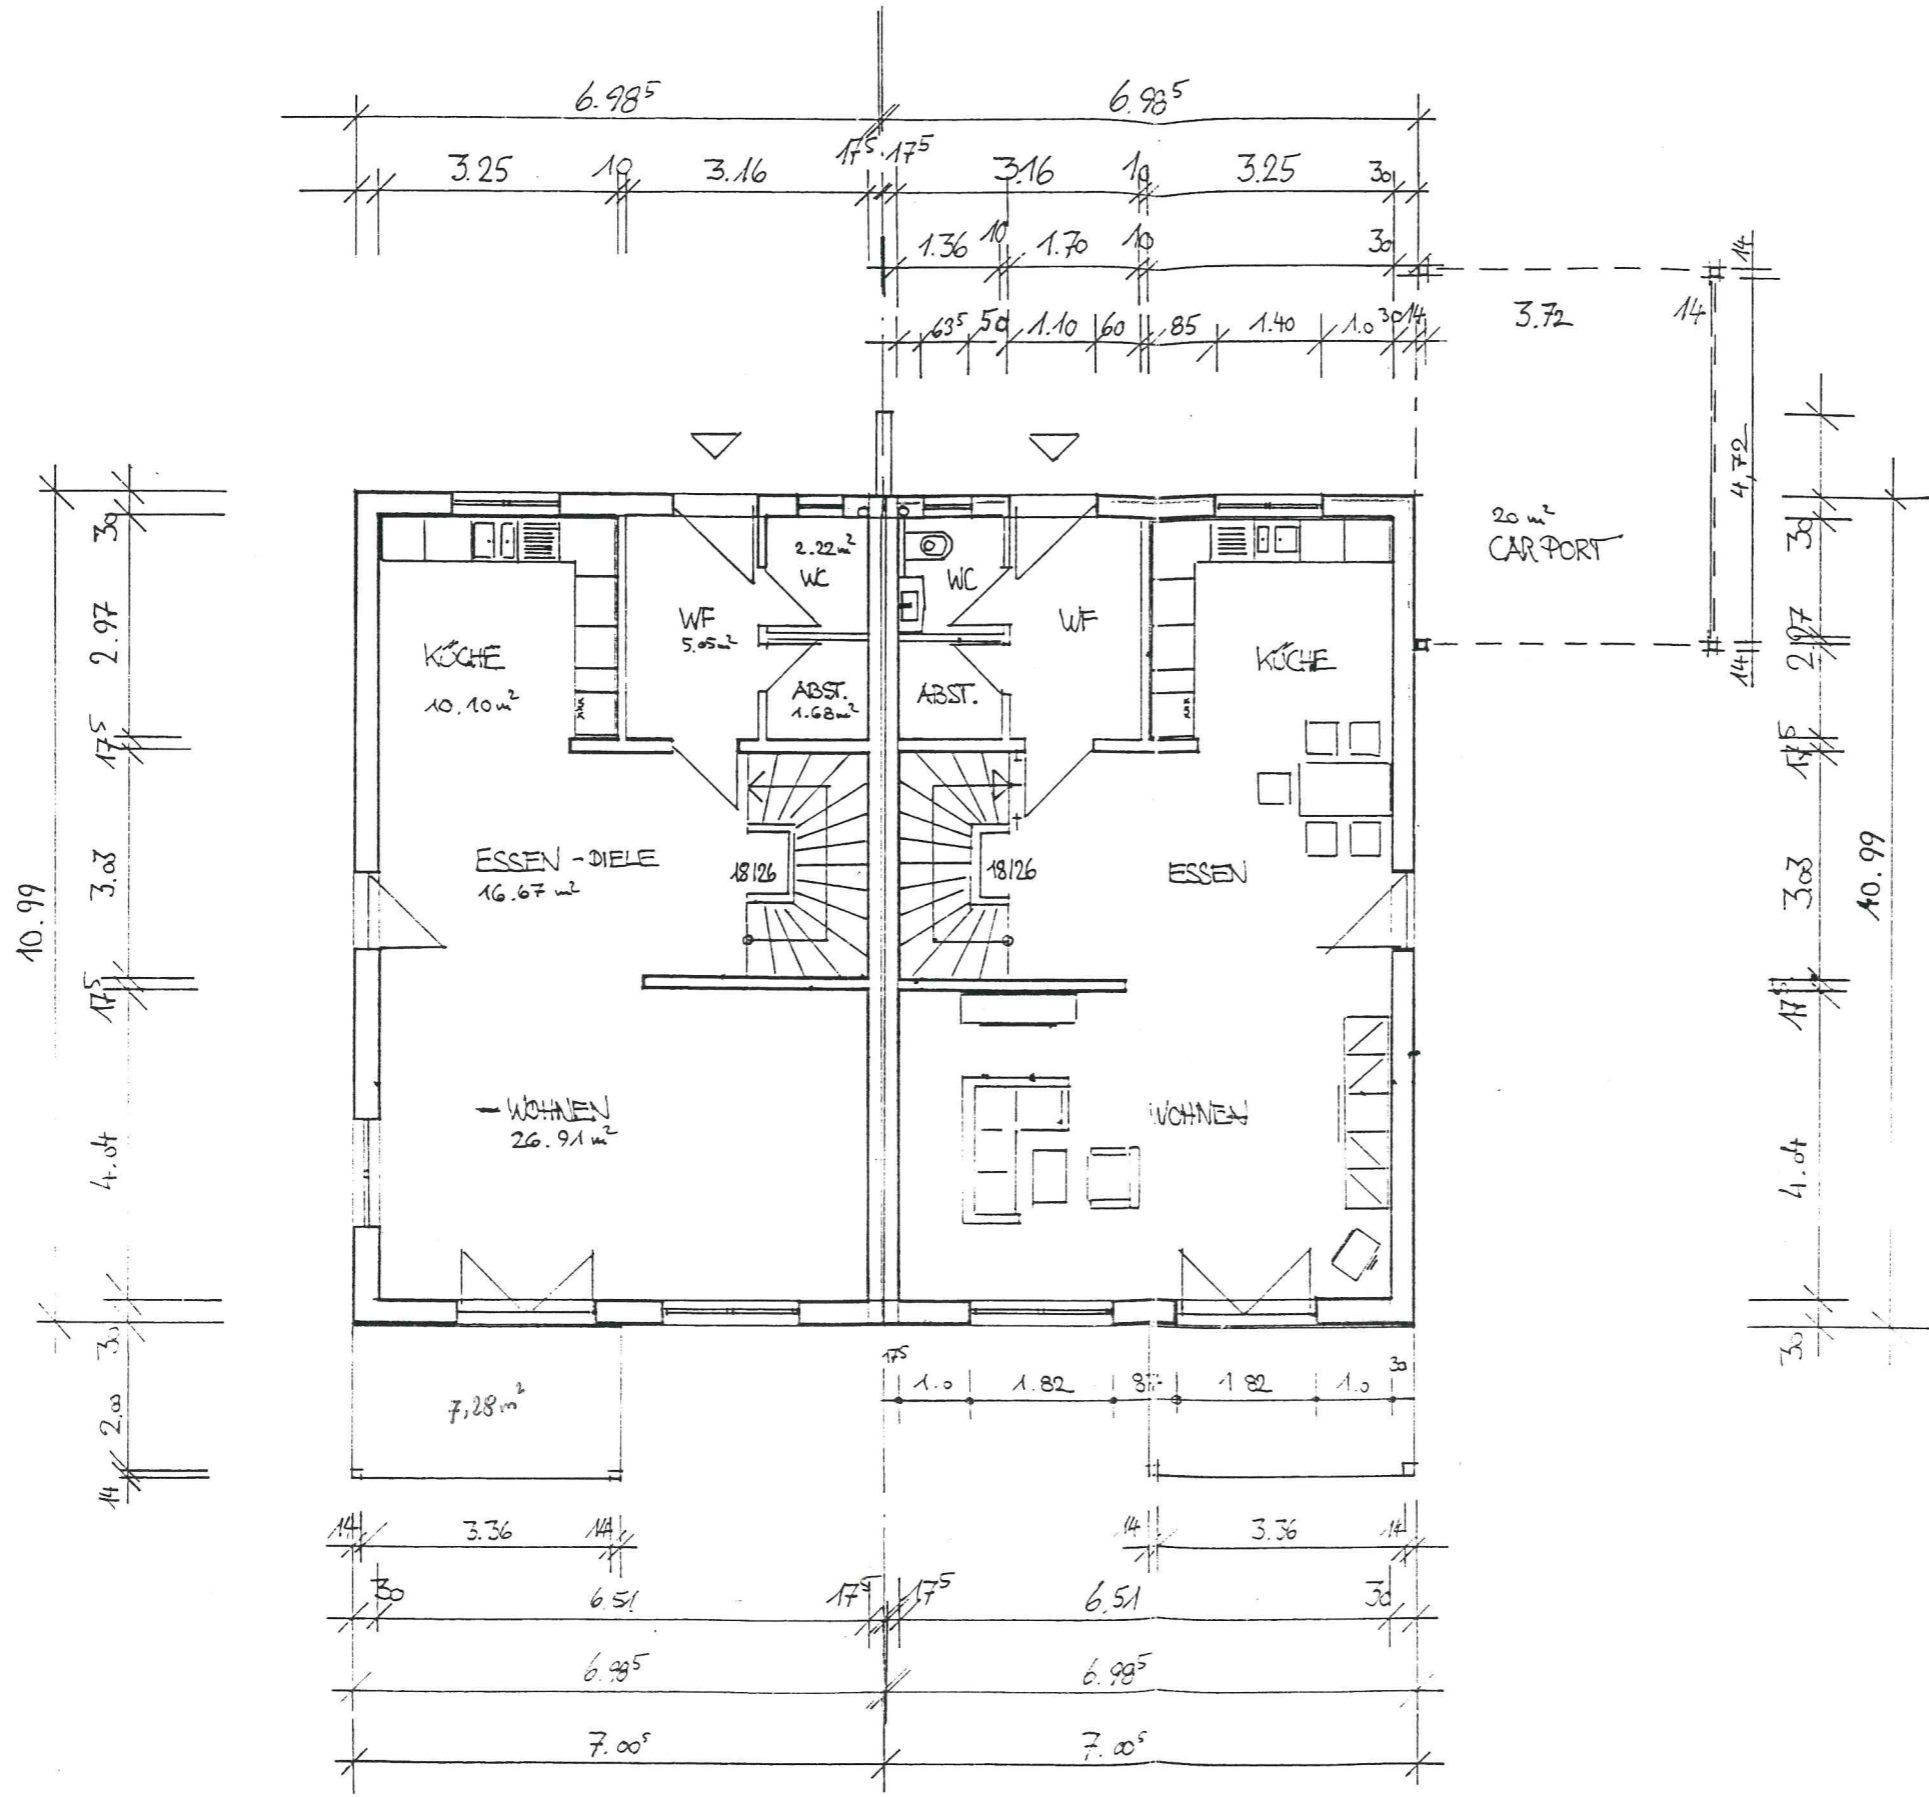 6.98⁵ 6.98⁵
3.25 10 3.16 17⁵ 17⁵ 3.16 10 3.25 30
1.36 10 1.70 10 30
63⁵ 50 1.10 60 85 1.40 1.0 30 14 3.72 14
14
4,72
14
20 m²
CARPORT
2.22 m²
WC
WC
WF
5.05 m²
WF
KÜCHE
10.10 m²
KÜCHE
ABST.
1.68 m²
ABST.
ESSEN - DIELE
16.67 m²
18/26
18/26
ESSEN
- WOHNEN
26.91 m²
WOHNEN
10.99
30
2.97
17⁵
3.03
17⁵
4.04
30
2.00
14
30
2.97
17⁵
3.03
17⁵
4.04
30
10.99
7,28 m²
17⁵ 1.0 1.82 1.82 1.0 30
14 3.36 14 14 3.36 14
30 6.51 17⁵ 17⁵ 6.51 30
6.98⁵ 6.98⁵
7.00⁵ 7.00⁵